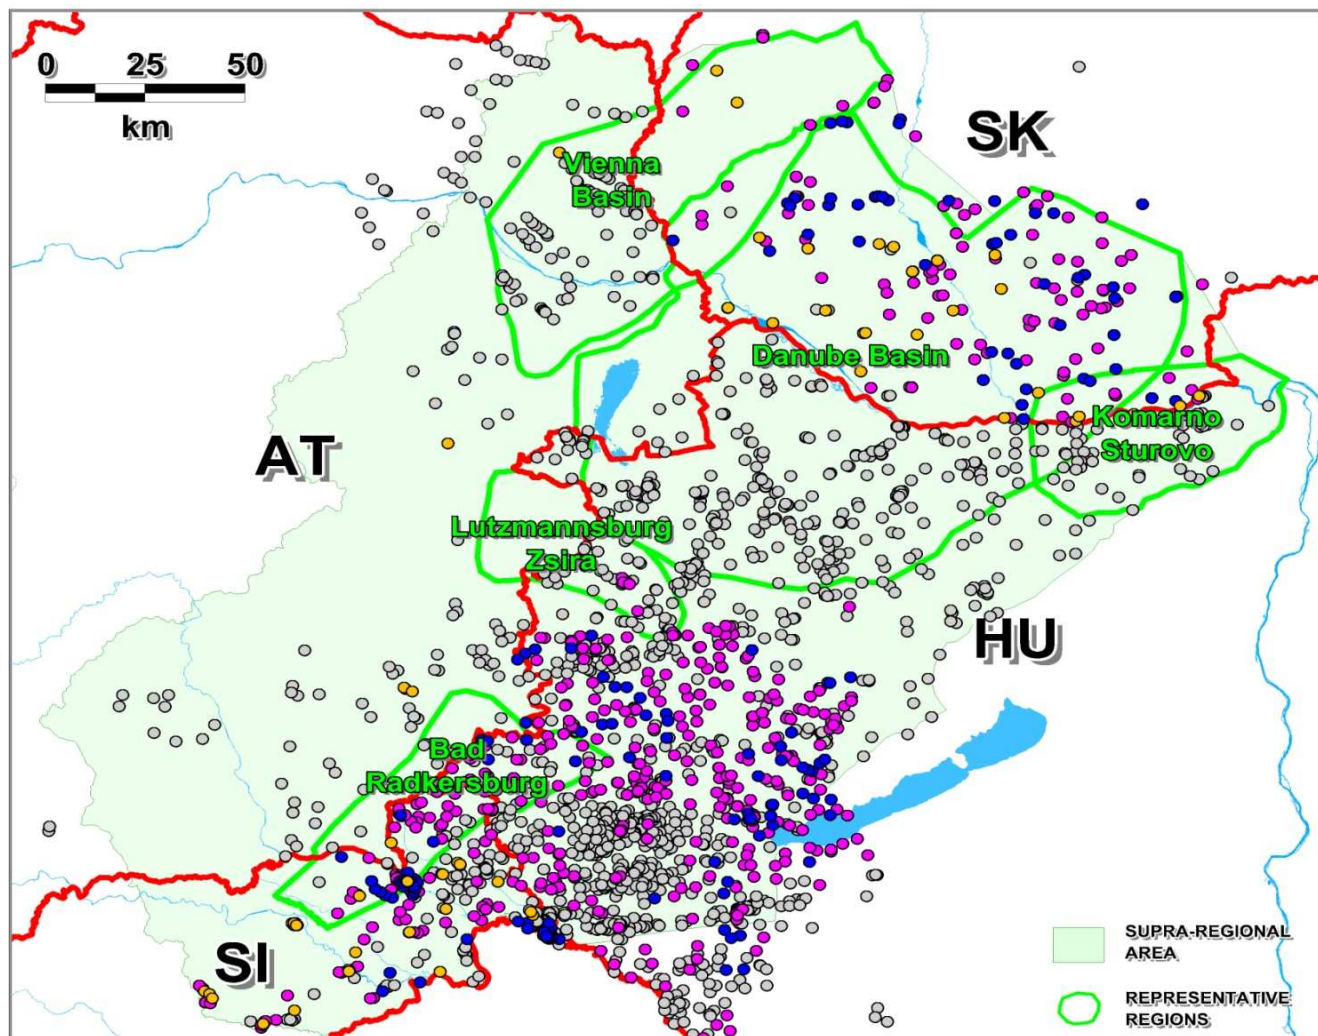 0 25 50
km
SK
Vienna
Basin
Danube Basin
AT
Komarno
Sturovo
Lutzmannsburg
Zsira
HU
Bad
Radkersburg
SI
SUPRA-REGIONAL
AREA
REPRESENTATIVE
REGIONS